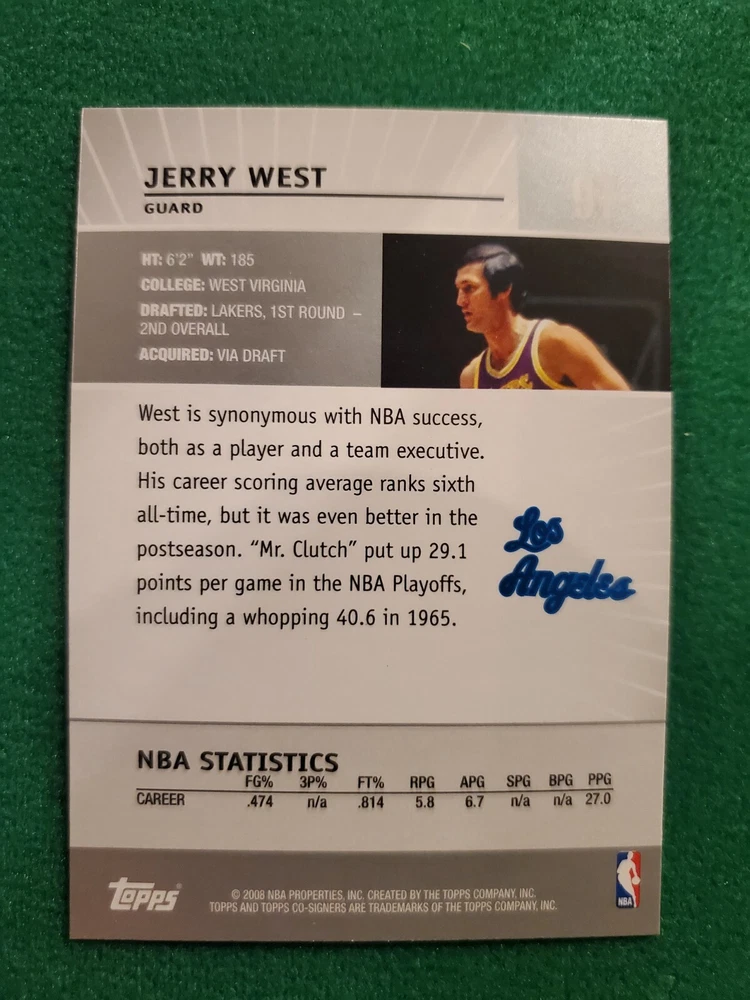 JERRY WEST
GUARD
HT: 6'2" WT: 185
COLLEGE: WEST VIRGINIA
DRAFTED: LAKERS, 1ST ROUND –
2ND OVERALL
ACQUIRED: VIA DRAFT
West is synonymous with NBA success,
both as a player and a team executive.
His career scoring average ranks sixth
all-time, but it was even better in the
postseason. “Mr. Clutch” put up 29.1
points per game in the NBA Playoffs,
including a whopping 40.6 in 1965.
Los
Angeles
NBA STATISTICS
FG% 3P% FT% RPG APG SPG BPG PPG
CAREER .474 n/a .814 5.8 6.7 n/a n/a 27.0
topps
© 2008 NBA PROPERTIES, INC. CREATED BY THE TOPPS COMPANY, INC.
TOPPS AND TOPPS CO-SIGNERS ARE TRADEMARKS OF THE TOPPS COMPANY, INC.
NBA